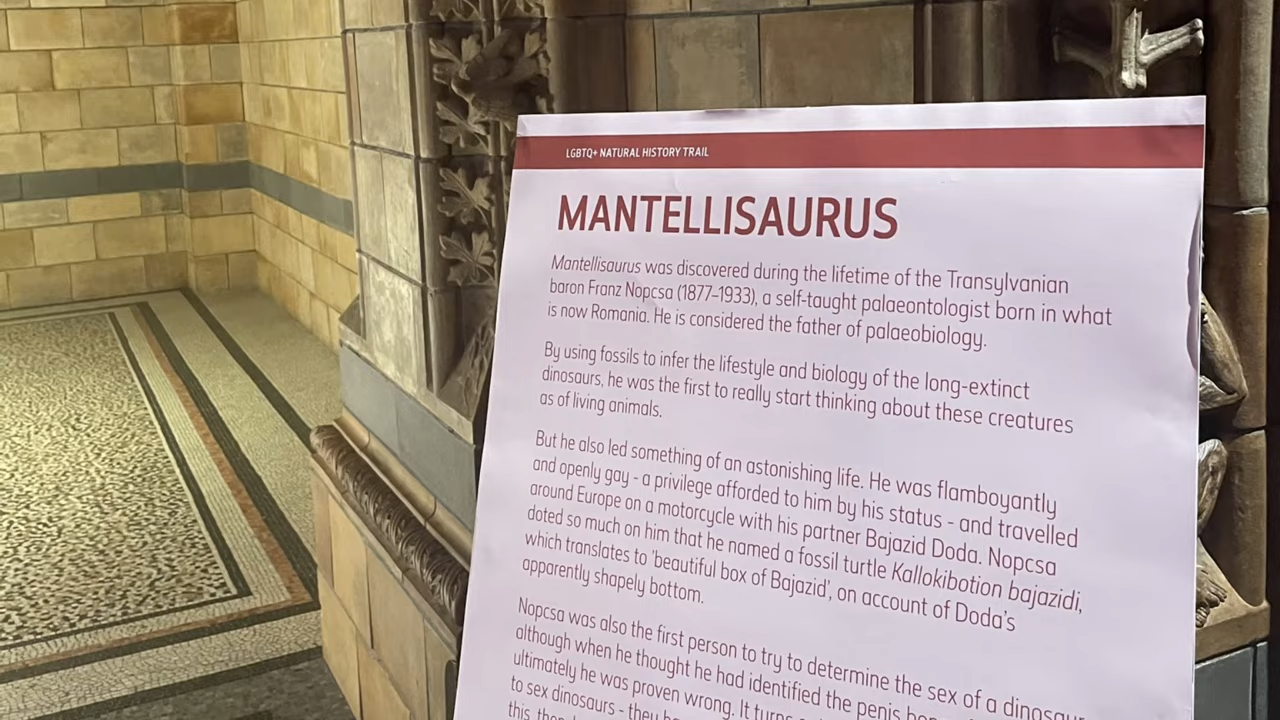 LGBTQ+ NATURAL HISTORY TRAIL
MANTELLISAURUS
Mantellisaurus was discovered during the lifetime of the Transylvanian
baron Franz Nopcsa (1877–1933), a self-taught palaeontologist born in what
is now Romania. He is considered the father of palaeobiology.
By using fossils to infer the lifestyle and biology of the long-extinct
dinosaurs, he was the first to really start thinking about these creatures
as of living animals.
But he also led something of an astonishing life. He was flamboyantly
and openly gay - a privilege afforded to him by his status - and travelled
around Europe on a motorcycle with his partner Bajazid Doda. Nopcsa
doted so much on him that he named a fossil turtle Kallokibotion bajazidi,
which translates to 'beautiful box of Bajazid', on account of Doda's
apparently shapely bottom.
Nopcsa was also the first person to try to determine the sex of a dinosaur
although when he thought he had identified the penis
ultimately he was proven wrong. It turns
to sex dinosaurs - they
this,